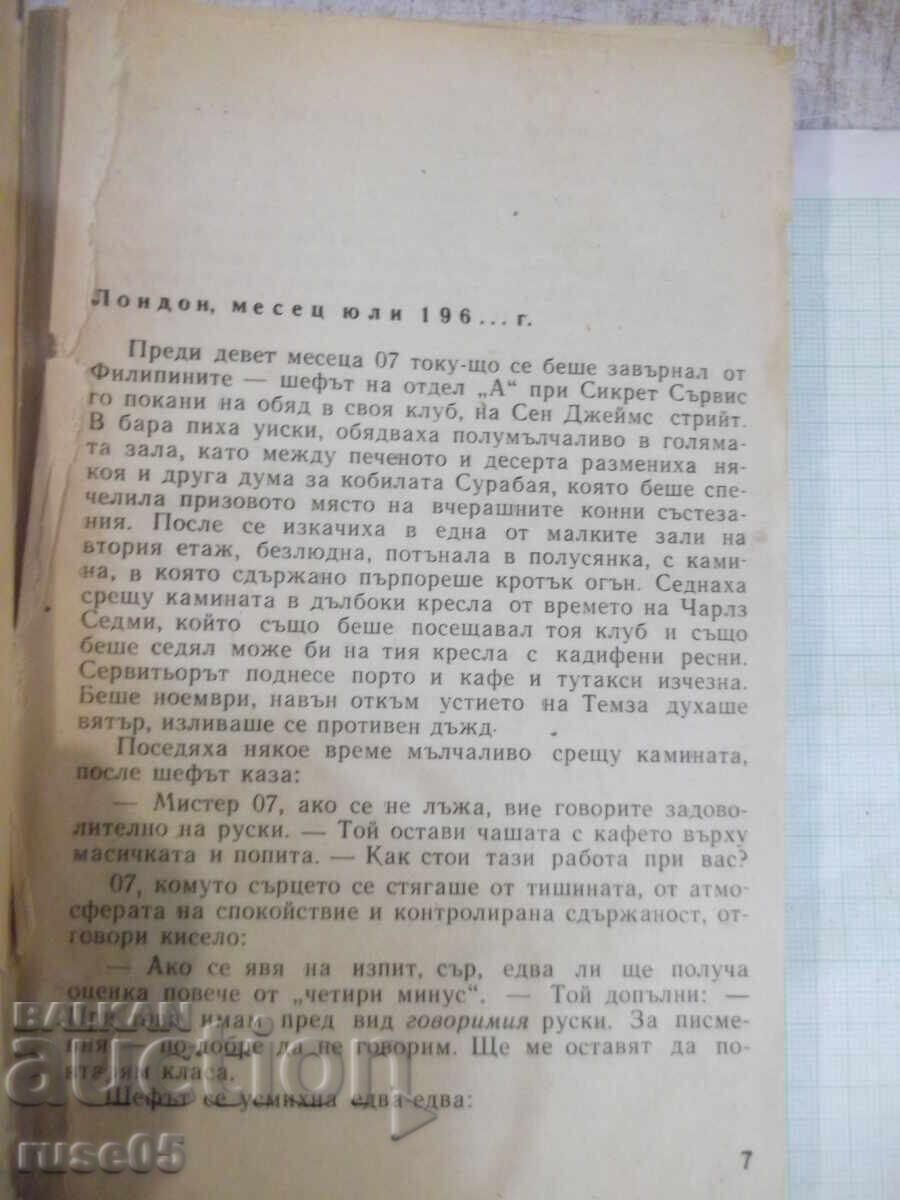 Лондон, месец юли 196... г.
Преди девет месеца 07 току-що се беше завърнал от
Филипините — шефът на отдел „А“ при Сикрет Сървис
го покани на обяд в своя клуб, на Сен Джеймс стрийт.
В бара пиха уиски, обядваха полумълчаливо в голяма-
та зала, като между печеното и десерта размениха ня-
коя и друга дума за кобилата Сурабая, която беше спе-
челила призовото място на вчерашните конни състеза-
ния. После се изкачиха в една от малките зали на
втория етаж, безлюдна, потънала в полусянка, с ками-
на, в която сдържано пърпореше кротък огън. Седнаха
срещу камината в дълбоки кресла от времето на Чарлз
Седми, който също беше посещавал тоя клуб и също
беше седял може би на тия кресла с кадифени ресни.
Сервитьорът поднесе порто и кафе и тутакси изчезна.
Беше ноември, навън откъм устието на Темза духаше
вятър, изливаше се противен дъжд.
Поседяха някое време мълчаливо срещу камината,
после шефът каза:
— Мистер 07, ако се не лъжа, вие говорите задово-
лително на руски. — Той остави чашата с кафето върху
масичката и попита. — Как стои тази работа при вас?
07, комуто сърцето се стягаше от тишината, от атмо-
сферата на спокойствие и контролирана сдържаност, от-
говори кисело:
— Ако се явя на изпит, сър, едва ли ще получа
оценка повече от „четири минус“. — Той допълни: —
При това имам пред вид говоримия руски. За писме-
ния — по-добре да не говорим. Ще ме оставят да пов-
тарям класа.
Шефът се усмихна едва-едва:
7
BALKAN
auction
ruse05